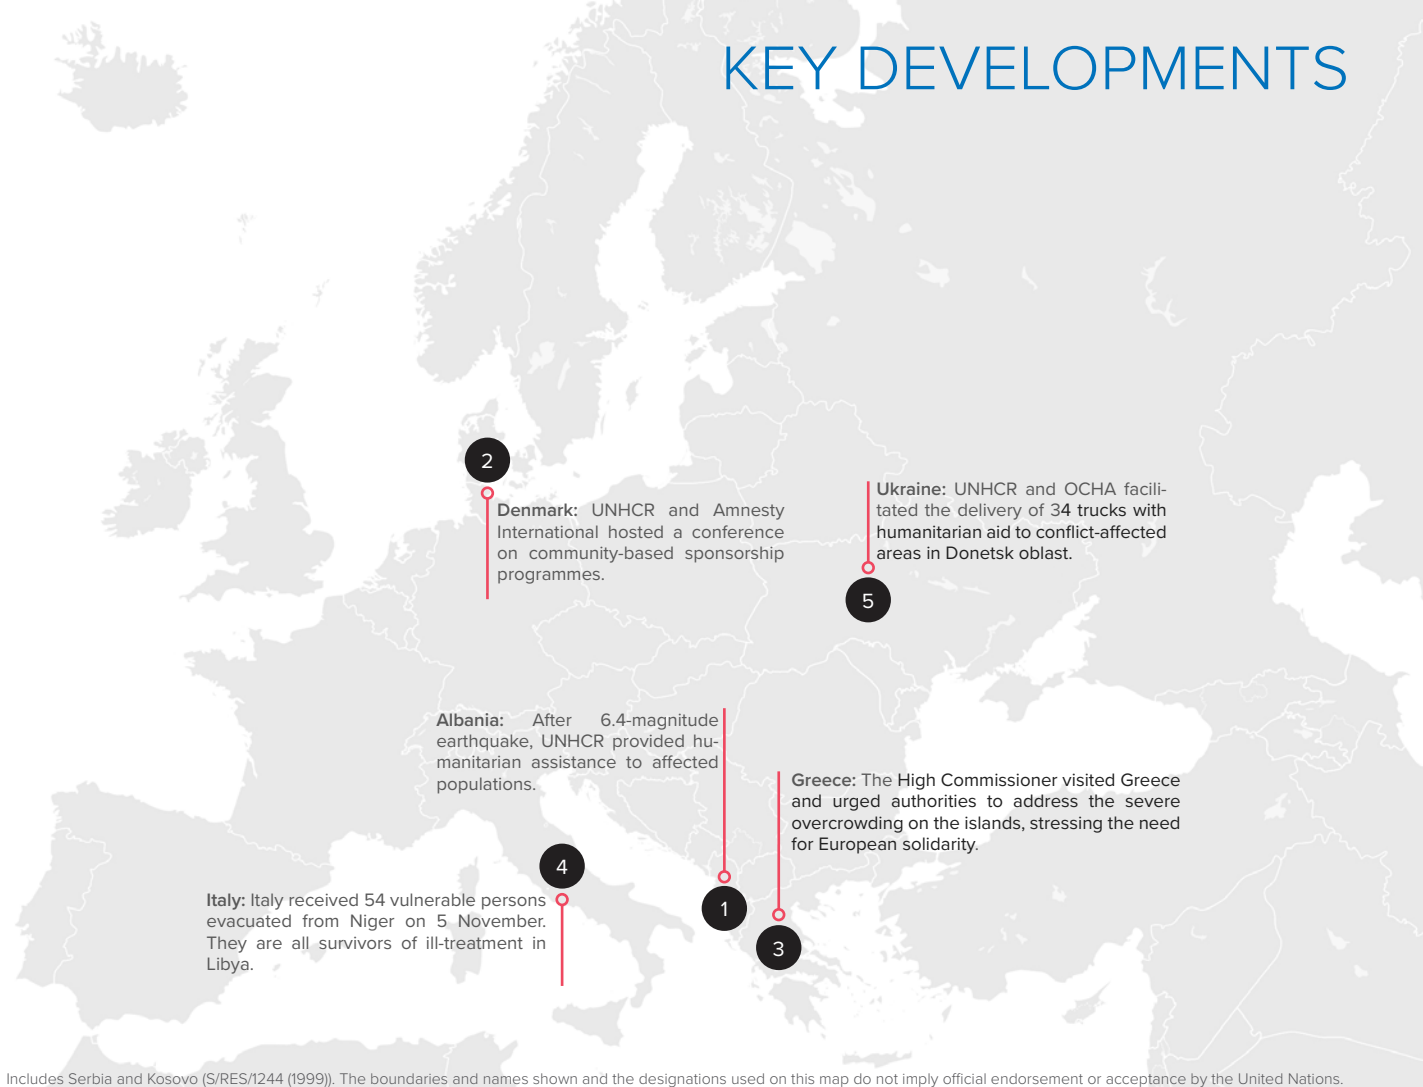 KEY DEVELOPMENTS
2
Denmark: UNHCR and Amnesty
International hosted a conference
on community-based sponsorship
programmes.
Ukraine: UNHCR and OCHA facili-
tated the delivery of 34 trucks with
humanitarian aid to conflict-affected
areas in Donetsk oblast.
5
Albania: After 6.4-magnitude
earthquake, UNHCR provided hu-
manitarian assistance to affected
populations.
Greece: The High Commissioner visited Greece
and urged authorities to address the severe
overcrowding on the islands, stressing the need
for European solidarity.
4
Italy: Italy received 54 vulnerable persons
evacuated from Niger on 5 November.
They are all survivors of ill-treatment in
Libya.
1
3
Includes Serbia and Kosovo (S/RES/1244 (1999)). The boundaries and names shown and the designations used on this map do not imply official endorsement or acceptance by the United Nations.